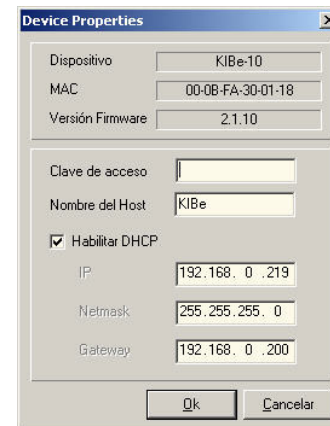 Device Properties
Dispositivo KIBe-10
MAC 00-0B-FA-30-01-18
Versión Firmware 2.1.10
Clave de acceso
Nombre del Host KIBe
Habilitar DHCP
IP 192.168. 0 .219
Netmask 255.255.255. 0
Gateway 192.168. 0 .200
Ok Cancelar